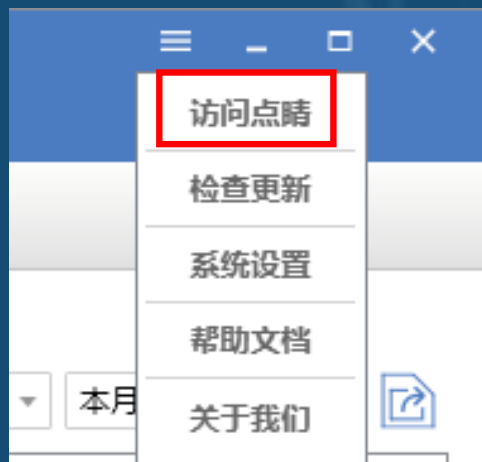 访问点睛
检查更新
系统设置
帮助文档
本月
关于我们